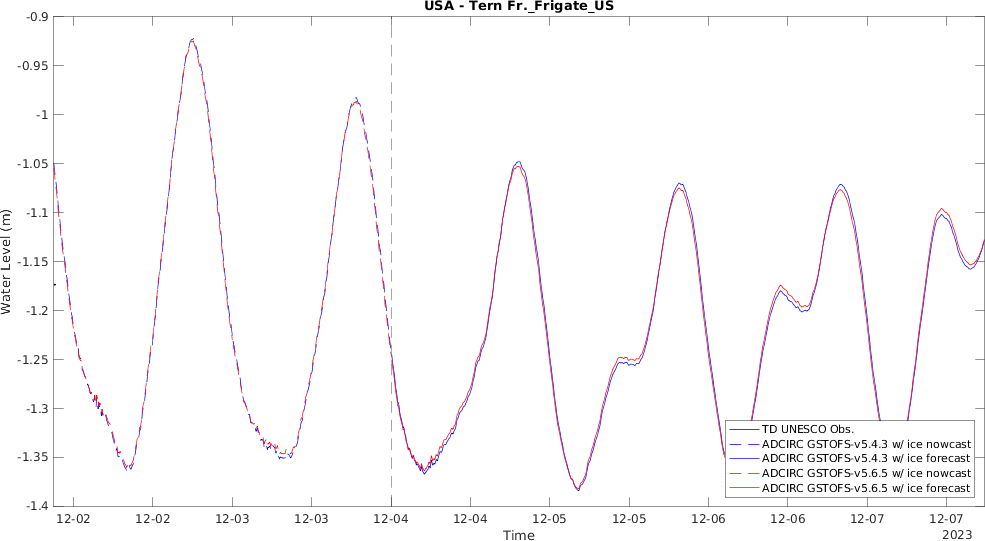 USA - Tern Fr._Frigate_US
-0.9
-0.95
-1
-1.05
-1.1
-1.15
-1.2
-1.25
-1.3
-1.35
-1.4
Water Level (m)
TD UNESCO Obs.
ADCIRC GSTOFS-v5.4.3 w/ ice nowcast
ADCIRC GSTOFS-v5.4.3 w/ ice forecast
ADCIRC GSTOFS-v5.6.5 w/ ice nowcast
ADCIRC GSTOFS-v5.6.5 w/ ice forecast
12-02 12-02 12-03 12-03 12-04 12-04 12-05 12-05 12-06 12-06 12-07 12-07
Time
2023